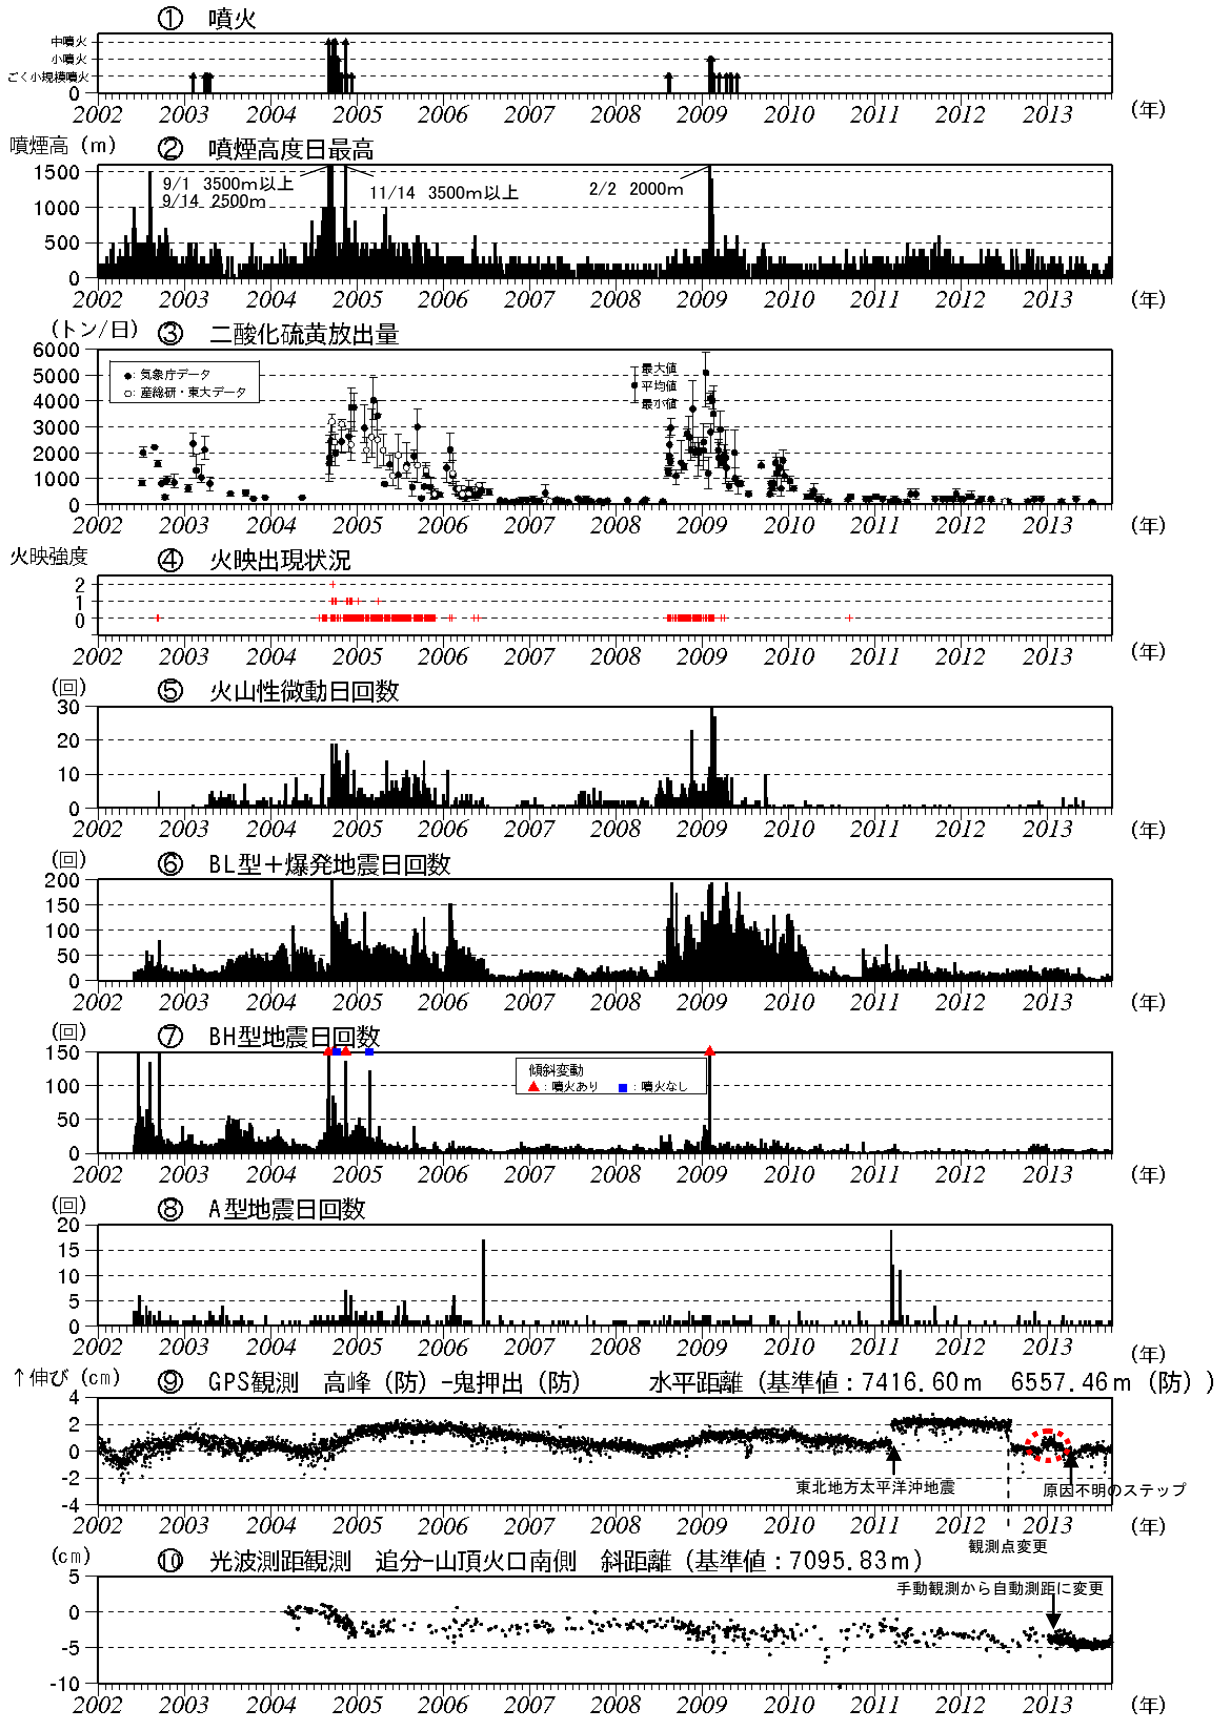 ① 噴火
中噴火
小噴火
ごく小規模噴火
0
2002 2003 2004 2005 2006 2007 2008 2009 2010 2011 2012 2013 (年)
噴煙高(m) ② 噴煙高度日最高
1500
1000
500
0
9/1 3500m以上
9/14 2500m
11/14 3500m以上
2/2 2000m
2002 2003 2004 2005 2006 2007 2008 2009 2010 2011 2012 2013 (年)
(トン/日) ③ 二酸化硫黄放出量
6000
5000
4000
3000
2000
1000
0
●: 気象庁データ
○: 産総研・東大データ
最大値
平均値
最小値
2002 2003 2004 2005 2006 2007 2008 2009 2010 2011 2012 2013 (年)
火映強度 ④ 火映出現状況
2
1
0
2002 2003 2004 2005 2006 2007 2008 2009 2010 2011 2012 2013 (年)
(回) ⑤ 火山性微動日回数
30
20
10
0
2002 2003 2004 2005 2006 2007 2008 2009 2010 2011 2012 2013 (年)
(回) ⑥ BL型+爆発地震日回数
200
150
100
50
0
2002 2003 2004 2005 2006 2007 2008 2009 2010 2011 2012 2013 (年)
(回) ⑦ BH型地震日回数
150
100
50
0
傾斜変動
▲: 噴火あり ■: 噴火なし
2002 2003 2004 2005 2006 2007 2008 2009 2010 2011 2012 2013 (年)
(回) ⑧ A型地震日回数
20
15
10
5
0
2002 2003 2004 2005 2006 2007 2008 2009 2010 2011 2012 2013 (年)
↑伸び(cm) ⑨ GPS観測 高峰(防)-鬼押出(防) 水平距離(基準値:7416.60m 6557.46m(防))
4
2
0
-2
-4
東北地方太平洋沖地震
原因不明のステップ
2002 2003 2004 2005 2006 2007 2008 2009 2010 2011 2012 2013 (年)
観測点変更
(cm) ⑩ 光波測距観測 追分-山頂火口南側 斜距離(基準値:7095.83m)
5
0
-5
-10
手動観測から自動測距に変更
2002 2003 2004 2005 2006 2007 2008 2009 2010 2011 2012 2013 (年)